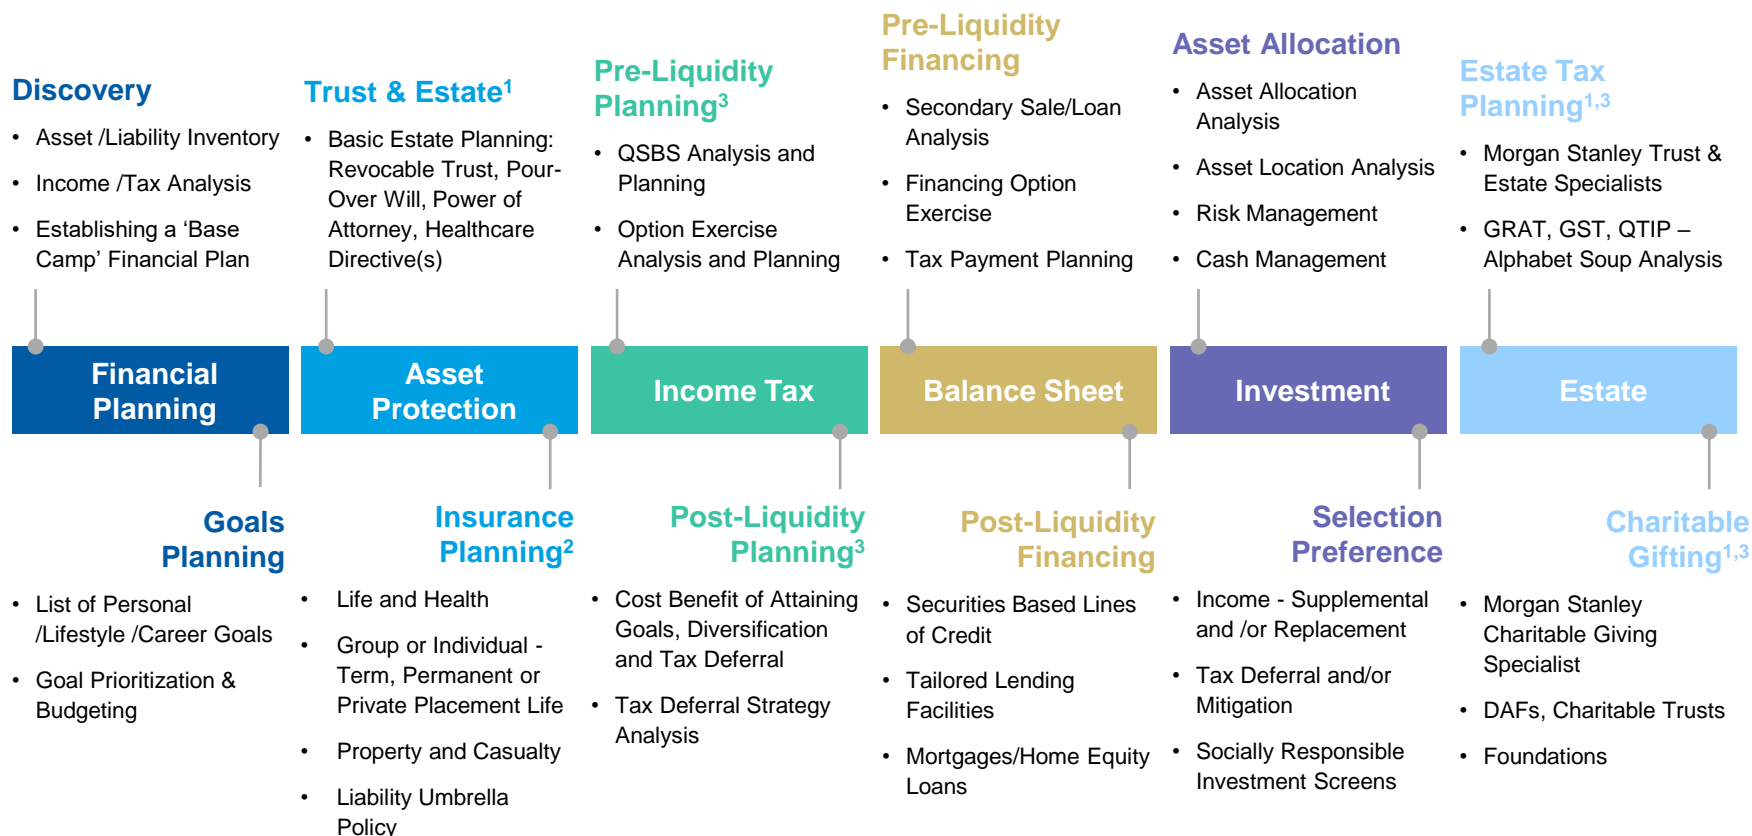 Discovery
• Asset /Liability Inventory
• Income /Tax Analysis
• Establishing a ‘Base
Camp’ Financial Plan
Trust & Estate1
• Basic Estate Planning:
Revocable Trust, Pour-
Over Will, Power of
Attorney, Healthcare
Directive(s)
Pre-Liquidity
Planning3
• QSBS Analysis and
Planning
• Option Exercise
Analysis and Planning
Pre-Liquidity
Financing
• Secondary Sale/Loan
Analysis
• Financing Option
Exercise
• Tax Payment Planning
Asset Allocation
• Asset Allocation
Analysis
• Asset Location Analysis
• Risk Management
• Cash Management
Estate Tax
Planning1,3
• Morgan Stanley Trust &
Estate Specialists
• GRAT, GST, QTIP –
Alphabet Soup Analysis
Financial
Planning
Asset
Protection
Income Tax
Balance Sheet
Investment
Estate
Goals
Planning
• List of Personal
/Lifestyle /Career Goals
• Goal Prioritization &
Budgeting
Insurance
Planning2
• Life and Health
• Group or Individual -
Term, Permanent or
Private Placement Life
• Property and Casualty
• Liability Umbrella
Policy
Post-Liquidity
Planning3
• Cost Benefit of Attaining
Goals, Diversification
and Tax Deferral
• Tax Deferral Strategy
Analysis
Post-Liquidity
Financing
• Securities Based Lines
of Credit
• Tailored Lending
Facilities
• Mortgages/Home Equity
Loans
Selection
Preference
• Income - Supplemental
and /or Replacement
• Tax Deferral and/or
Mitigation
• Socially Responsible
Investment Screens
Charitable
Gifting1,3
• Morgan Stanley
Charitable Giving
Specialist
• DAFs, Charitable Trusts
• Foundations